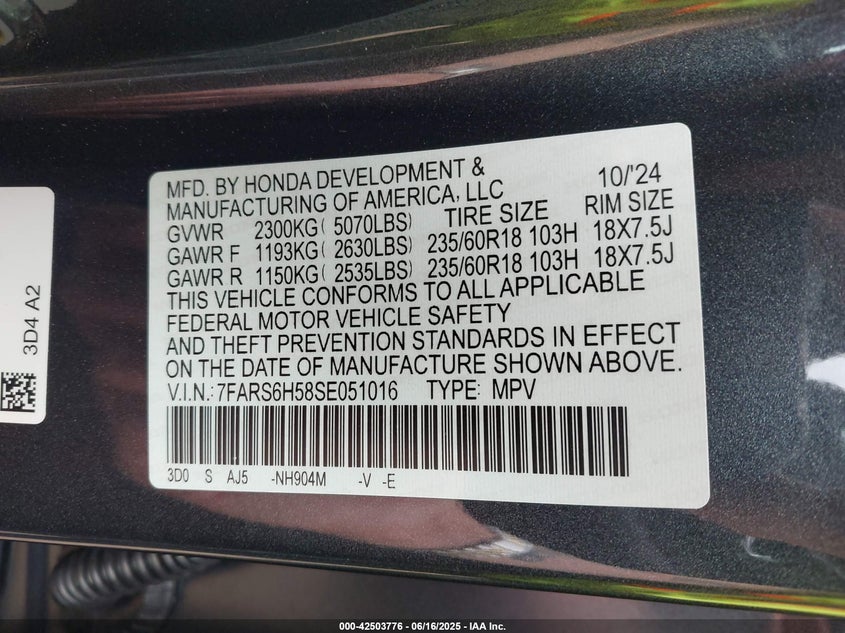 MFD. BY HONDA DEVELOPMENT & 10/'24
MANUFACTURING OF AMERICA, LLC
GVWR 2300KG( 5070LBS) TIRE SIZE RIM SIZE
GAWR F 1193KG( 2630LBS) 235/60R18 103H 18X7.5J
GAWR R 1150KG( 2535LBS) 235/60R18 103H 18X7.5J
THIS VEHICLE CONFORMS TO ALL APPLICABLE
FEDERAL MOTOR VEHICLE SAFETY
AND THEFT PREVENTION STANDARDS IN EFFECT
ON THE DATE OF MANUFACTURE SHOWN ABOVE.
V.I.N.: 7FARS6H58SE051016 TYPE: MPV
3D0 S AJ5 -NH904M -V -E
3D4 A2
000-42503776 - 06/16/2025 - IAA Inc.